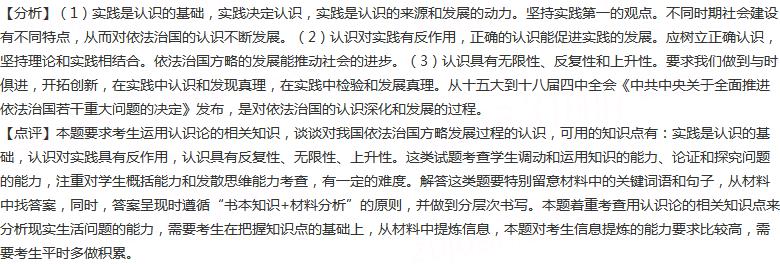 【分析】（1）实践是认识的基础，实践决定认识，实践是认识的来源和发展的动力。坚持实践第一的观点。不同时期社会建设
有不同特点，从而对依法治国的认识不断发展。（2）认识对实践有反作用，正确的认识能促进实践的发展。应树立正确认识，
坚持理论和实践相结合。依法治国方略的发展能推动社会的进步。（3）认识具有无限性、反复性和上升性。要求我们做到与时
俱进，开拓创新，在实践中认识和发现真理，在实践中检验和发展真理。从十五大到十八届四中全会《中共中央关于全面推进
依法治国若干重大问题的决定》发布，是对依法治国的认识深化和发展的过程。
【点评】本题要求考生运用认识论的相关知识，谈谈对我国依法治国方略发展过程的认识，可用的知识点有：实践是认识的基
础，认识对实践具有反作用，认识具有反复性、无限性、上升性。这类试题考查学生调动和运用知识的能力、论证和探究问题
的能力，注重对学生概括能力和发散思维能力考查，有一定的难度。解答这类题要特别留意材料中的关键词语和句子，从材料
中找答案，同时，答案呈现时遵循“书本知识+材料分析”的原则，并做到分层次书写。本题着重考查用认识论的相关知识点来
分析现实生活问题的能力，需要考生在把握知识点的基础上，从材料中提炼信息，本题对考生信息提炼的能力要求比较高，需
要考生平时多做积累。